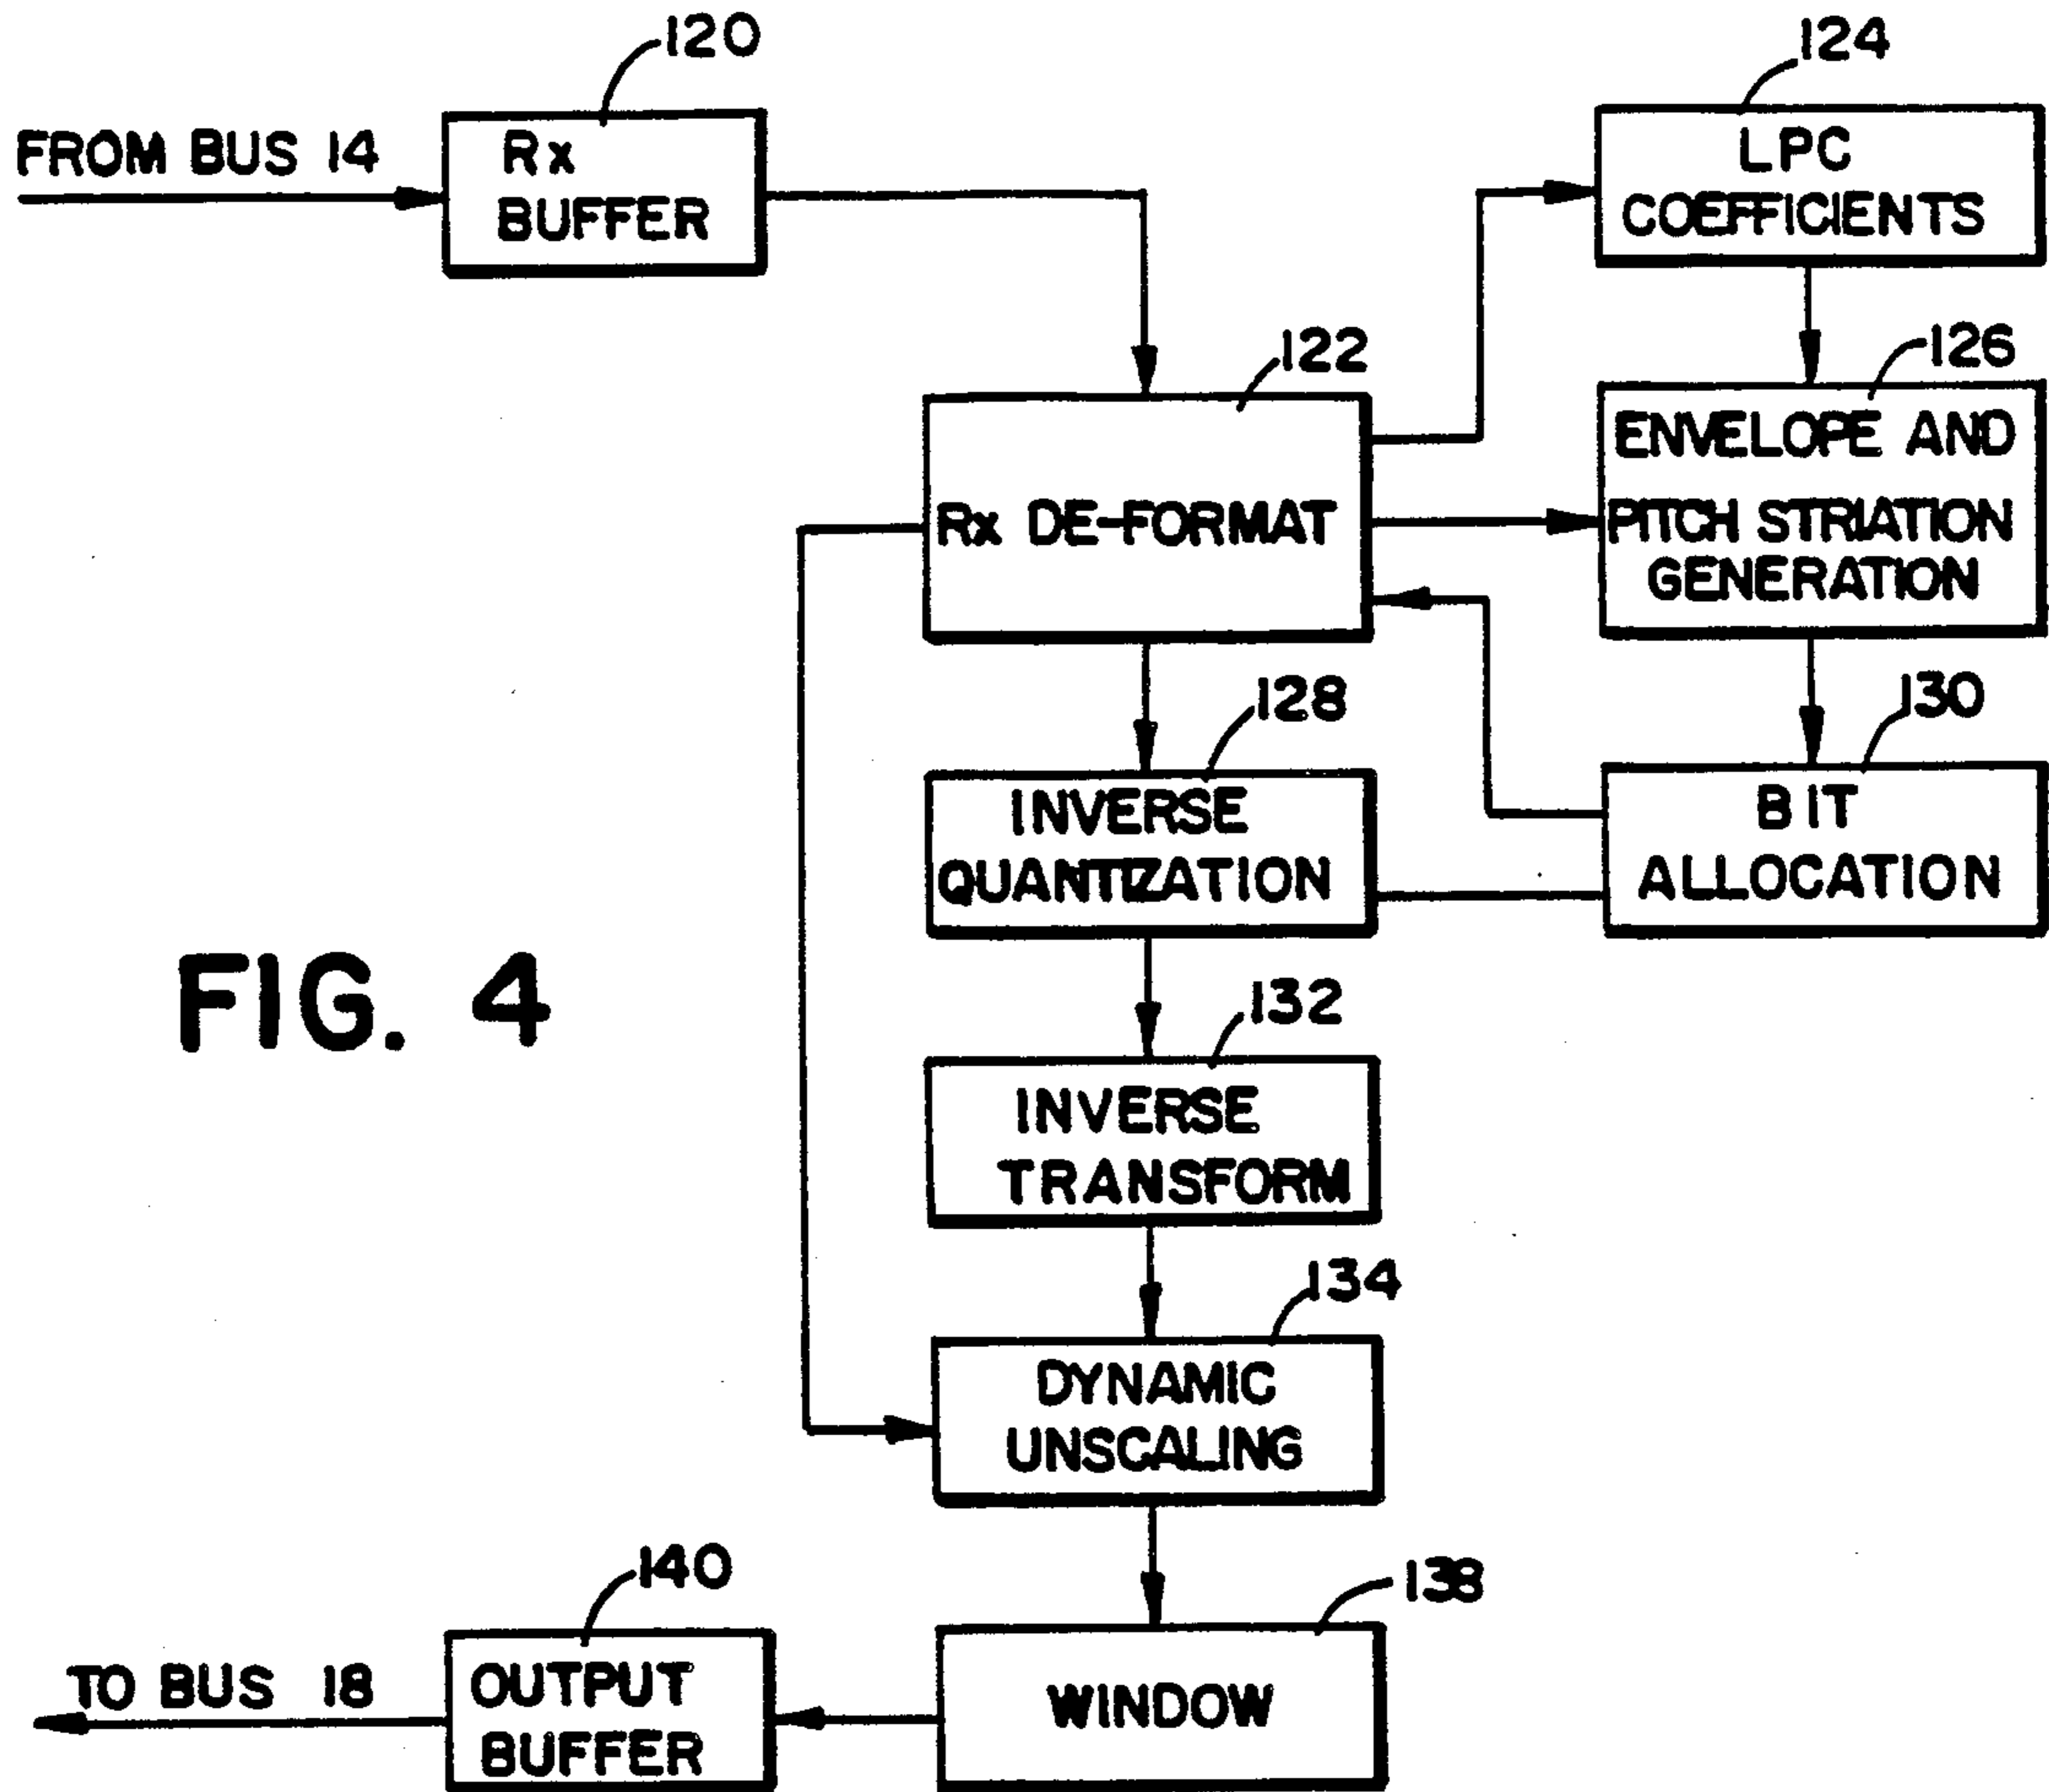 120
124
FROM BUS 14
Rx
BUFFER
LPC
COEFFICIENTS
122
126
Rx DE-FORMAT
ENVELOPE AND
PITCH STRIATION
GENERATION
128
130
INVERSE
QUANTIZATION
BIT
ALLOCATION
FIG. 4
132
INVERSE
TRANSFORM
134
DYNAMIC
UNSCALING
140
138
TO BUS 18
OUTPUT
BUFFER
WINDOW